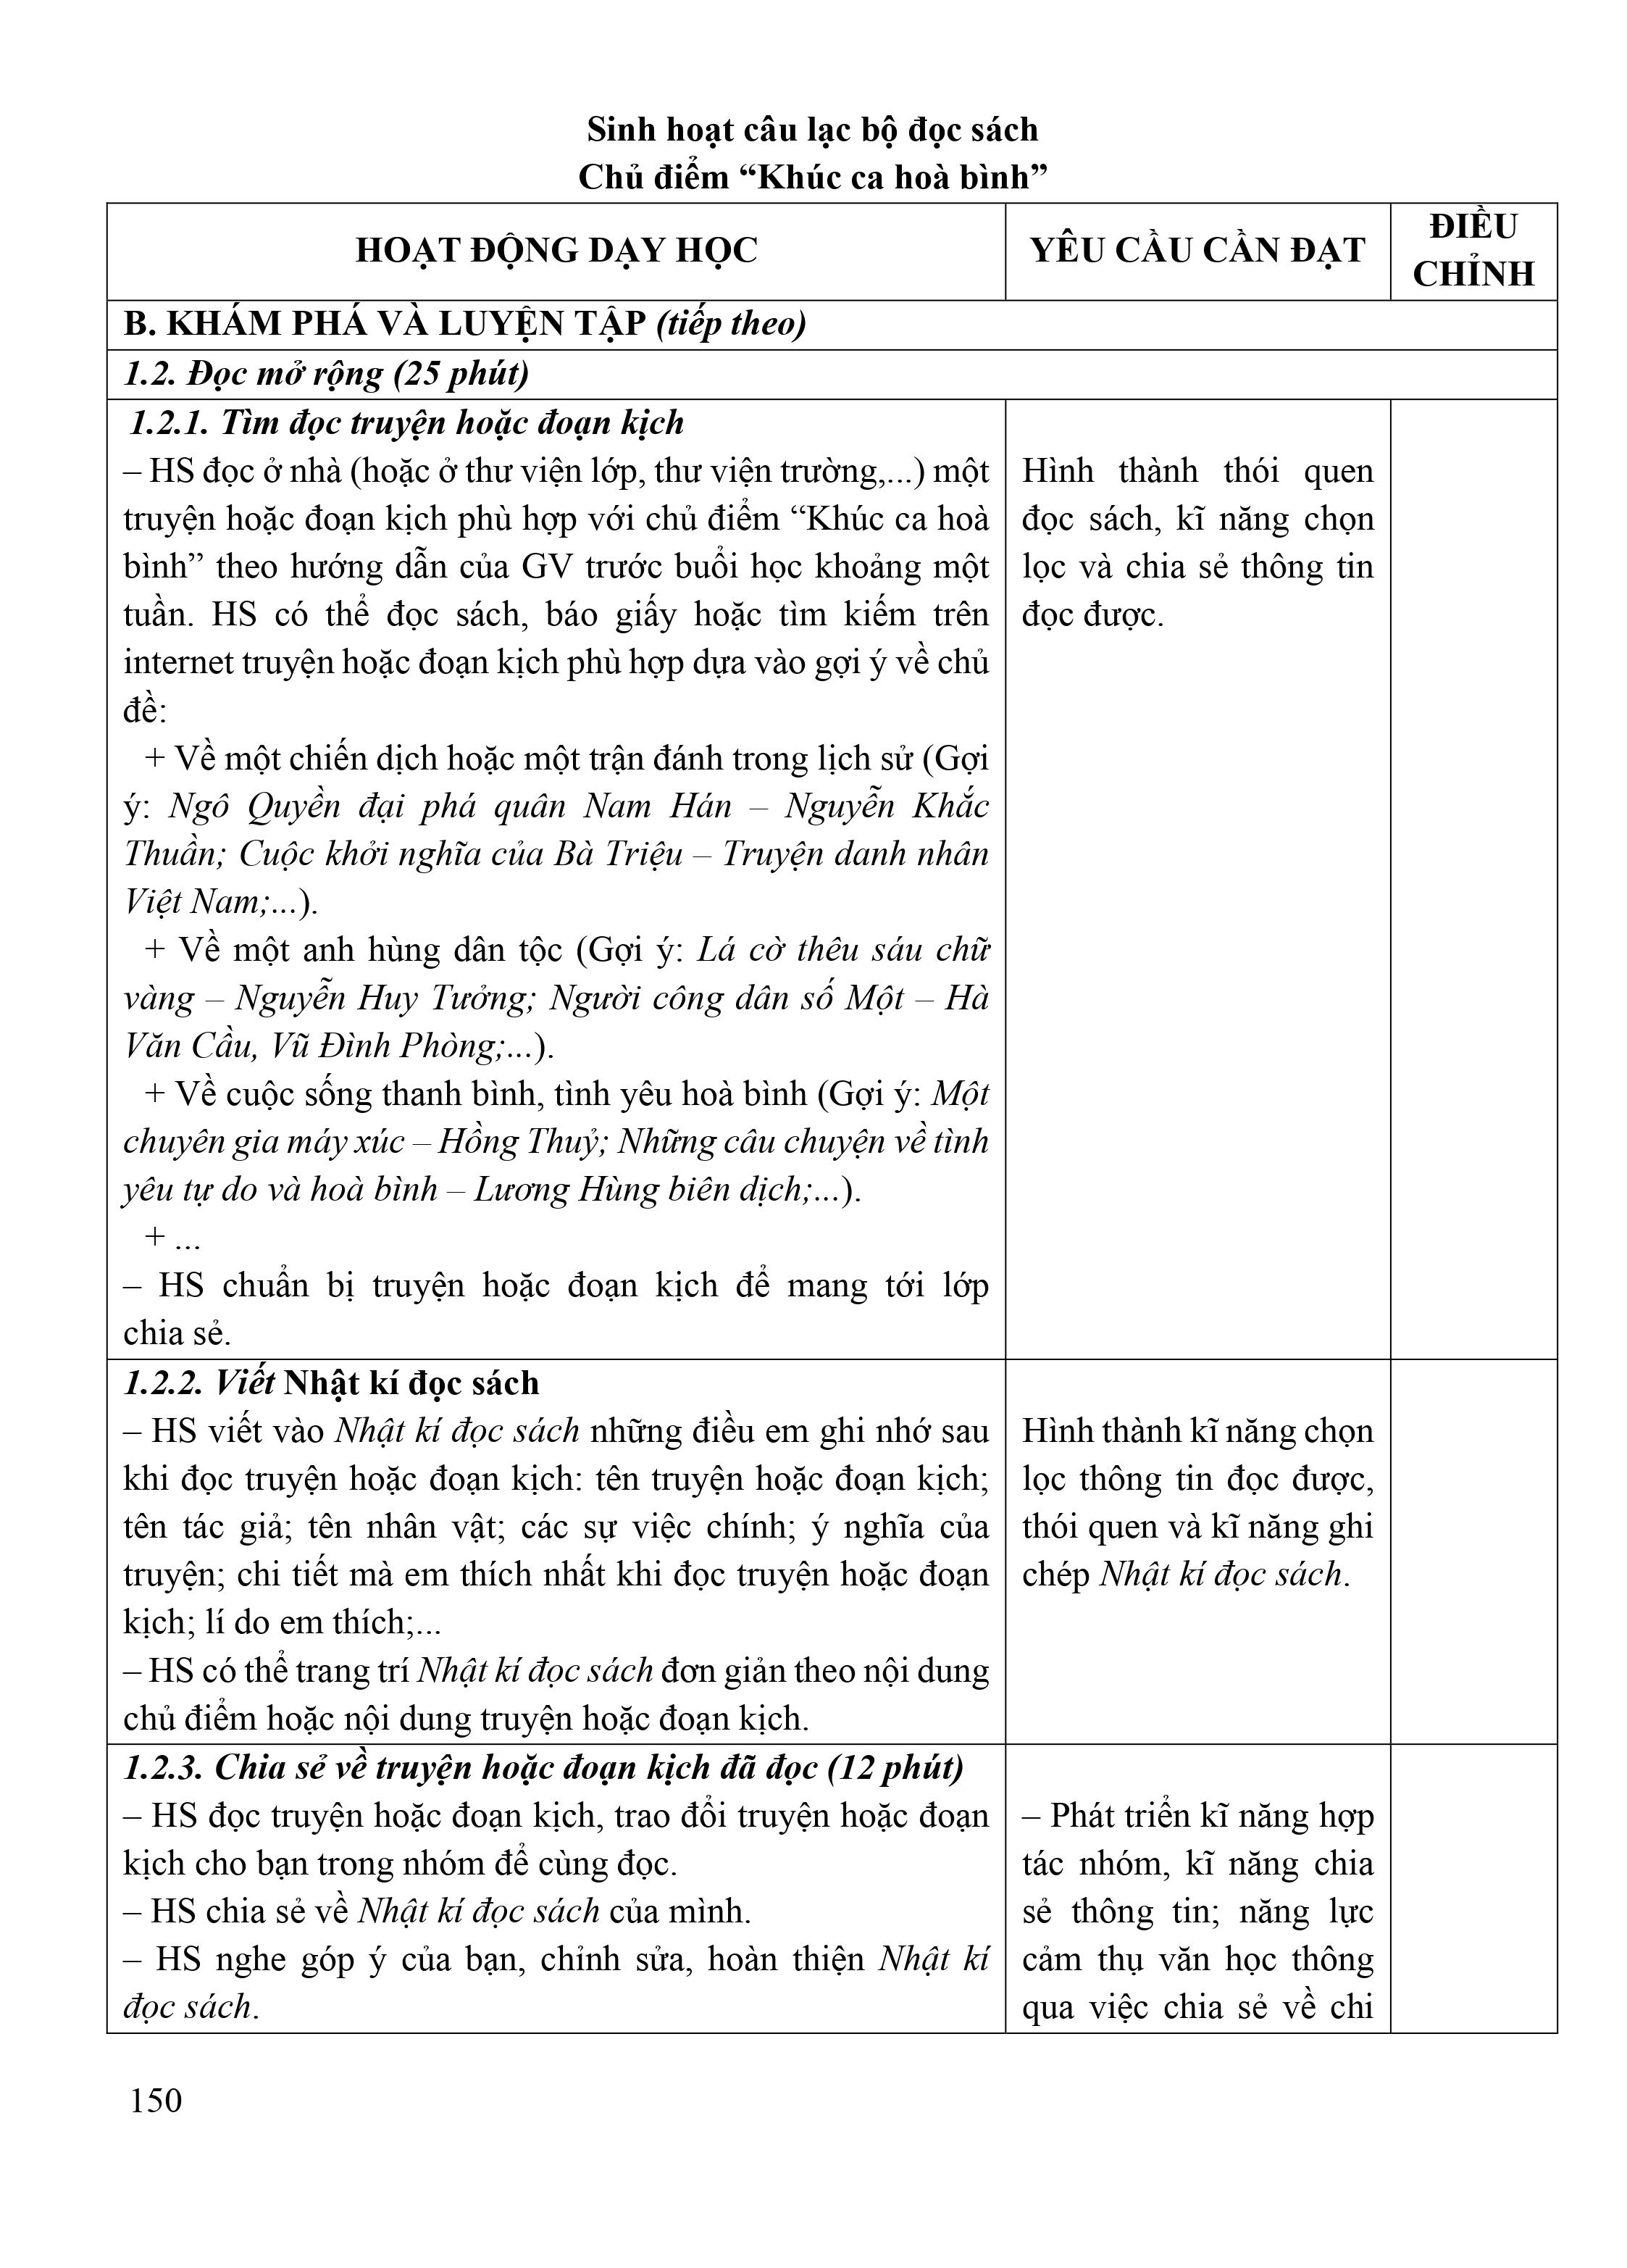 Sinh hoạt câu lạc bộ đọc sách
Chủ điểm “Khúc ca hoà bình”
HOẠT ĐỘNG DẠY HỌC
YÊU CẦU CẦN ĐẠT
ĐIỀU
CHỈNH
B. KHÁM PHÁ VÀ LUYỆN TẬP (tiếp theo)
1.2. Đọc mở rộng (25 phút)
1.2.1. Tìm đọc truyện hoặc đoạn kịch
– HS đọc ở nhà (hoặc ở thư viện lớp, thư viện trường,...) một
truyện hoặc đoạn kịch phù hợp với chủ điểm “Khúc ca hoà
bình” theo hướng dẫn của GV trước buổi học khoảng một
tuần. HS có thể đọc sách, báo giấy hoặc tìm kiếm trên
internet truyện hoặc đoạn kịch phù hợp dựa vào gợi ý về chủ
đề:
+ Về một chiến dịch hoặc một trận đánh trong lịch sử (Gợi
ý: Ngô Quyền đại phá quân Nam Hán – Nguyễn Khắc
Thuần; Cuộc khởi nghĩa của Bà Triệu – Truyện danh nhân
Việt Nam;...).
+ Về một anh hùng dân tộc (Gợi ý: Lá cờ thêu sáu chữ
vàng – Nguyễn Huy Tưởng; Người công dân số Một – Hà
Văn Cầu, Vũ Đình Phòng;...).
+ Về cuộc sống thanh bình, tình yêu hoà bình (Gợi ý: Một
chuyên gia máy xúc – Hồng Thuỷ; Những câu chuyện về tình
yêu tự do và hoà bình – Lương Hùng biên dịch;...).
+ ...
– HS chuẩn bị truyện hoặc đoạn kịch để mang tới lớp
chia sẻ.
Hình thành thói quen
đọc sách, kĩ năng chọn
lọc và chia sẻ thông tin
đọc được.
1.2.2. Viết Nhật kí đọc sách
– HS viết vào Nhật kí đọc sách những điều em ghi nhớ sau
khi đọc truyện hoặc đoạn kịch: tên truyện hoặc đoạn kịch;
tên tác giả; tên nhân vật; các sự việc chính; ý nghĩa của
truyện; chi tiết mà em thích nhất khi đọc truyện hoặc đoạn
kịch; lí do em thích;...
– HS có thể trang trí Nhật kí đọc sách đơn giản theo nội dung
chủ điểm hoặc nội dung truyện hoặc đoạn kịch.
Hình thành kĩ năng chọn
lọc thông tin đọc được,
thói quen và kĩ năng ghi
chép Nhật kí đọc sách.
1.2.3. Chia sẻ về truyện hoặc đoạn kịch đã đọc (12 phút)
– HS đọc truyện hoặc đoạn kịch, trao đổi truyện hoặc đoạn
kịch cho bạn trong nhóm để cùng đọc.
– HS chia sẻ về Nhật kí đọc sách của mình.
– HS nghe góp ý của bạn, chỉnh sửa, hoàn thiện Nhật kí
đọc sách.
– Phát triển kĩ năng hợp
tác nhóm, kĩ năng chia
sẻ thông tin; năng lực
cảm thụ văn học thông
qua việc chia sẻ về chi
150